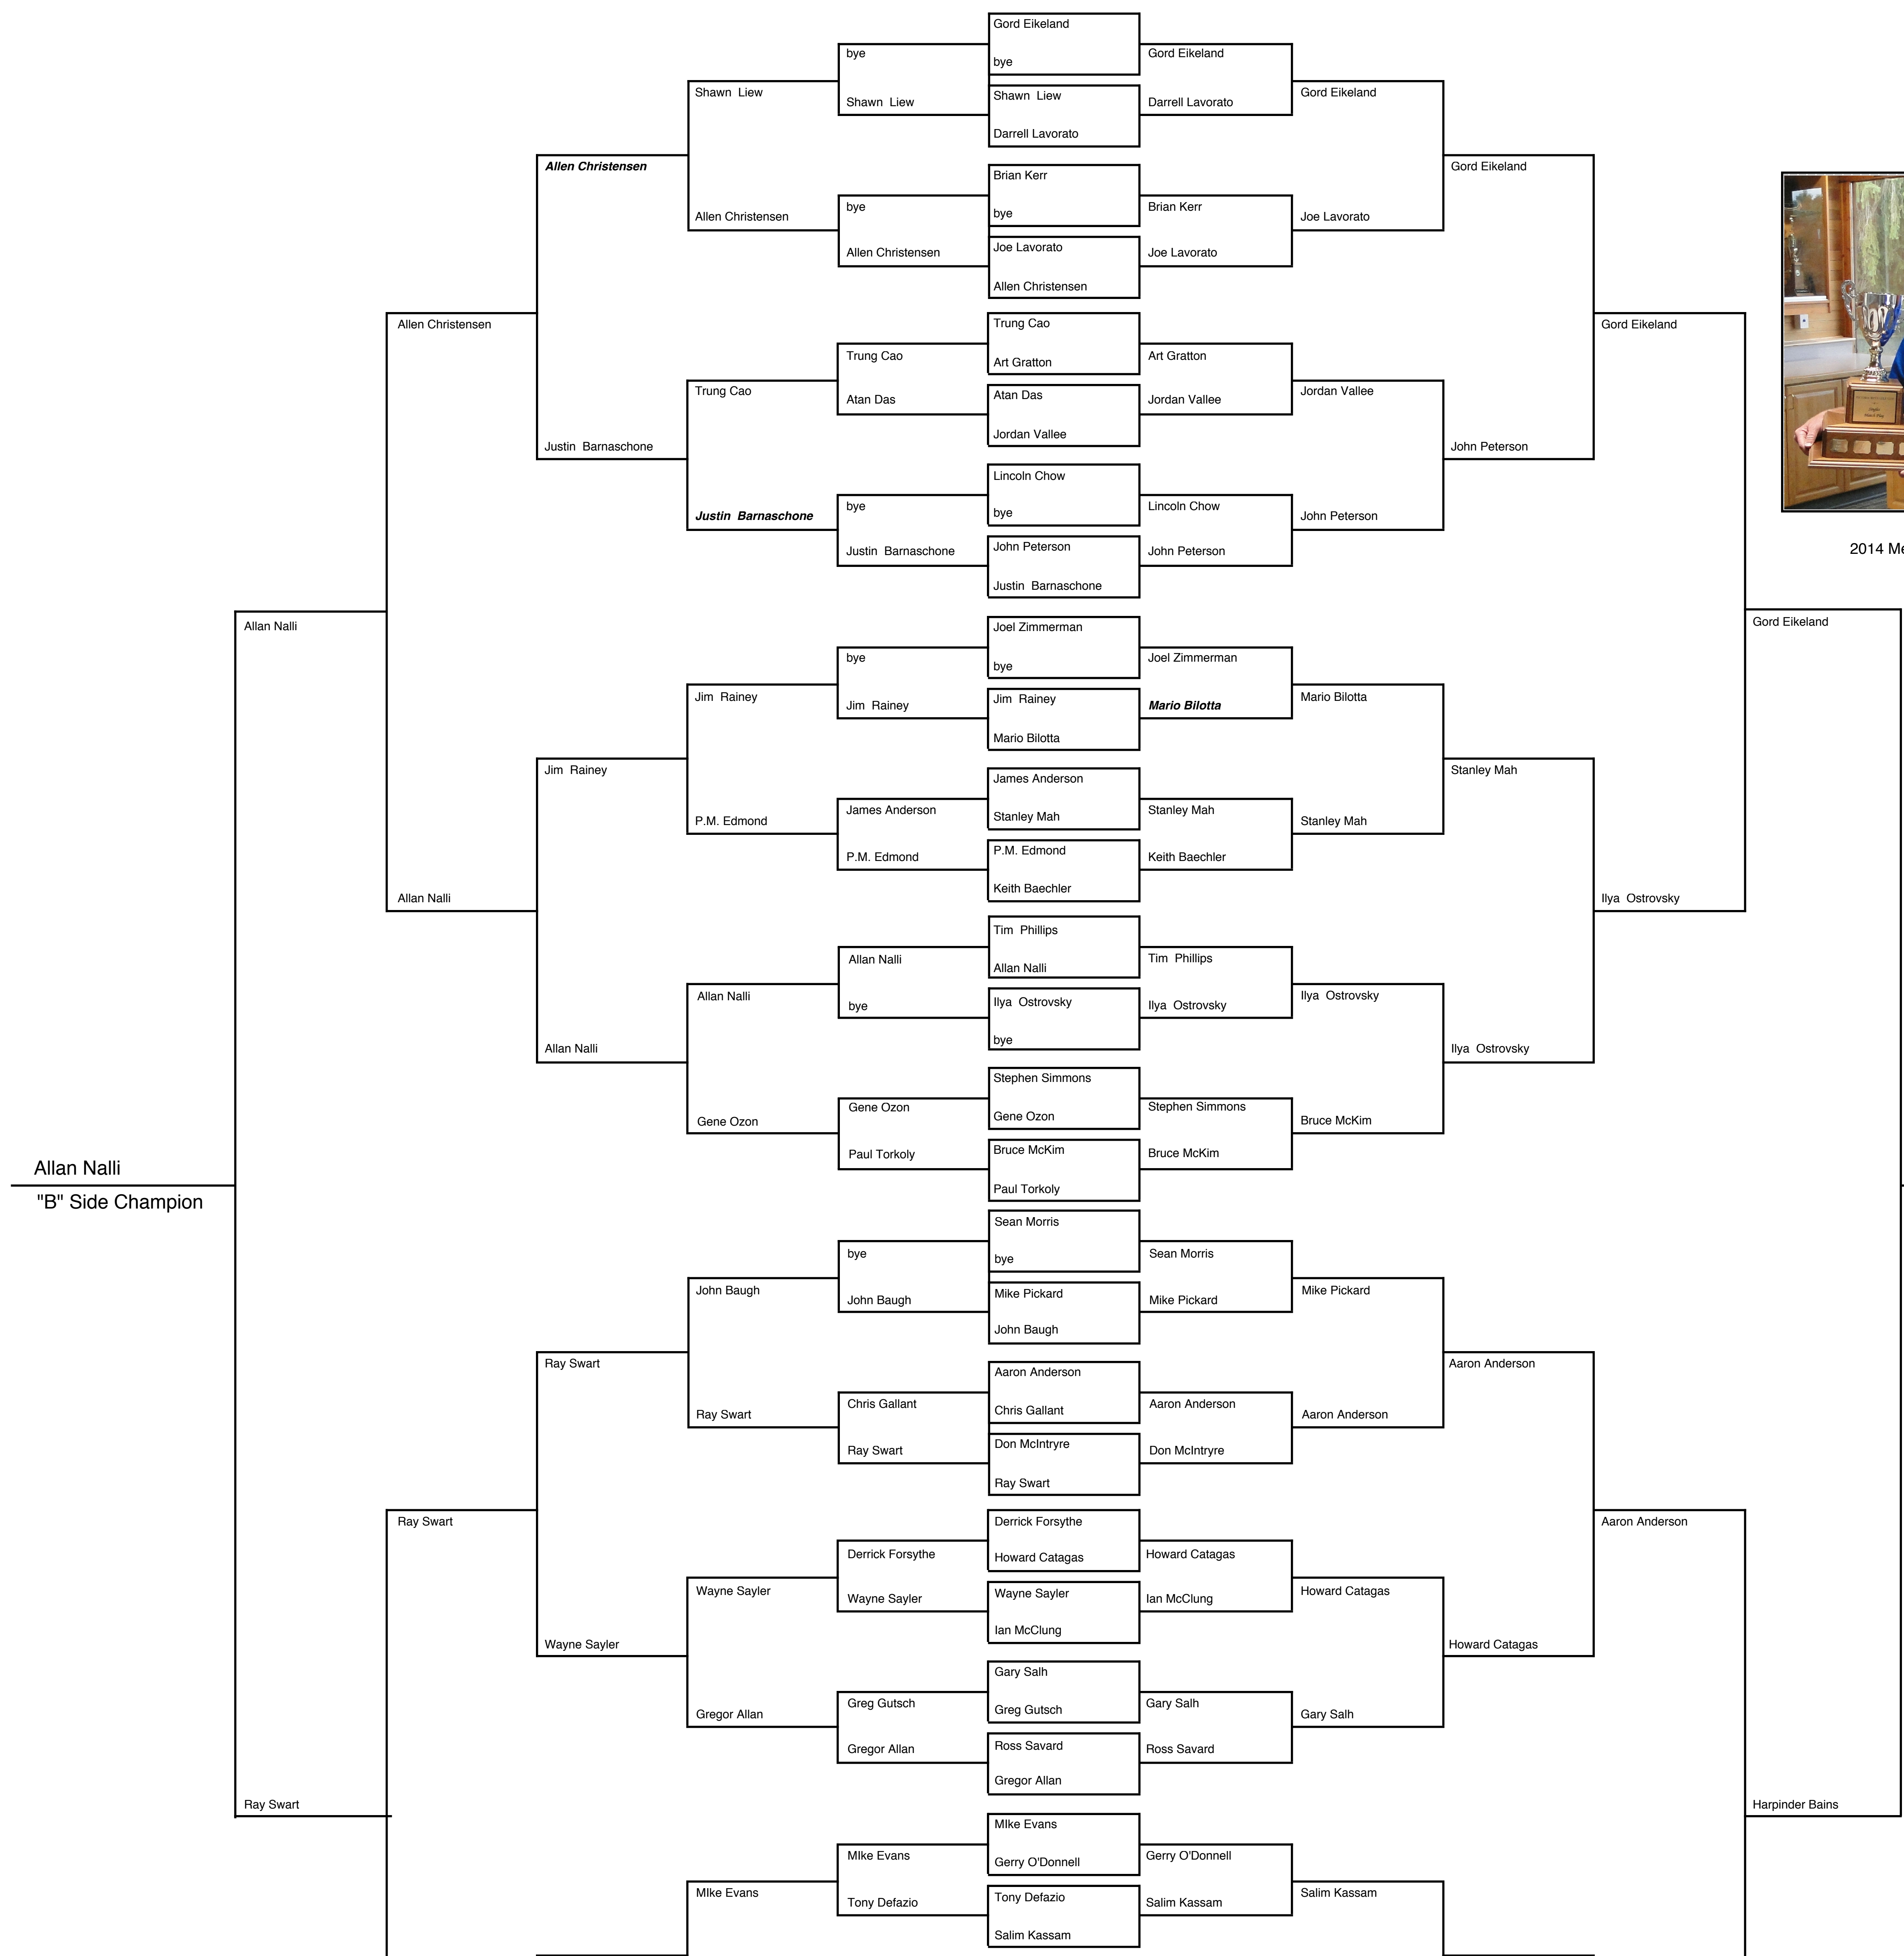 Gord Eikeland
bye
Shawn  Liew
Darrell Lavorato
Brian Kerr
bye
Joe Lavorato
Allen Christensen
Trung Cao
Art Gratton
Atan Das
Jordan Vallee
Lincoln Chow
bye
John Peterson
Justin  Barnaschone
Joel Zimmerman
bye
Jim  Rainey
Mario Bilotta
James Anderson
Stanley Mah
P.M. Edmond
Keith Baechler
Tim  Phillips
Allan Nalli
Ilya  Ostrovsky
bye
Stephen Simmons
Gene Ozon
Bruce McKim
Paul Torkoly
Sean Morris
bye
Mike Pickard
John Baugh
Aaron Anderson
Chris Gallant
Don McIntryre
Ray Swart
Derrick Forsythe
Howard Catagas
Wayne Sayler
Ian McClung
Gary Salh
Greg Gutsch
Ross Savard
Gregor Allan
MIke Evans
Gerry O'Donnell
Tony Defazio
Salim Kassam
bye
Shawn  Liew
bye
Allen Christensen
Trung Cao
Atan Das
bye
Justin  Barnaschone
bye
Jim  Rainey
James Anderson
P.M. Edmond
Allan Nalli
bye
Gene Ozon
Paul Torkoly
bye
John Baugh
Chris Gallant
Ray Swart
Derrick Forsythe
Wayne Sayler
Greg Gutsch
Gregor Allan
MIke Evans
Tony Defazio
Shawn  Liew
Allen Christensen
Trung Cao
Justin  Barnaschone
Jim  Rainey
P.M. Edmond
Allan Nalli
Gene Ozon
John Baugh
Ray Swart
Wayne Sayler
Gregor Allan
MIke Evans
Allen Christensen
Justin  Barnaschone
Jim  Rainey
Allan Nalli
Ray Swart
Wayne Sayler
Allen Christensen
Allan Nalli
Ray Swart
Allan Nalli
Ray Swart
Allan Nalli
"B" Side Champion
Gord Eikeland
Darrell Lavorato
Brian Kerr
Joe Lavorato
Art Gratton
Jordan Vallee
Lincoln Chow
John Peterson
Joel Zimmerman
Mario Bilotta
Stanley Mah
Keith Baechler
Tim  Phillips
Ilya  Ostrovsky
Stephen Simmons
Bruce McKim
Sean Morris
Mike Pickard
Aaron Anderson
Don McIntryre
Howard Catagas
Ian McClung
Gary Salh
Ross Savard
Gerry O'Donnell
Salim Kassam
Gord Eikeland
Joe Lavorato
Jordan Vallee
John Peterson
Mario Bilotta
Stanley Mah
Ilya  Ostrovsky
Bruce McKim
Mike Pickard
Aaron Anderson
Howard Catagas
Gary Salh
Salim Kassam
Gord Eikeland
John Peterson
Stanley Mah
Ilya  Ostrovsky
Aaron Anderson
Howard Catagas
Gord Eikeland
Ilya  Ostrovsky
Aaron Anderson
Gord Eikeland
Harpinder Bains
2014 Me